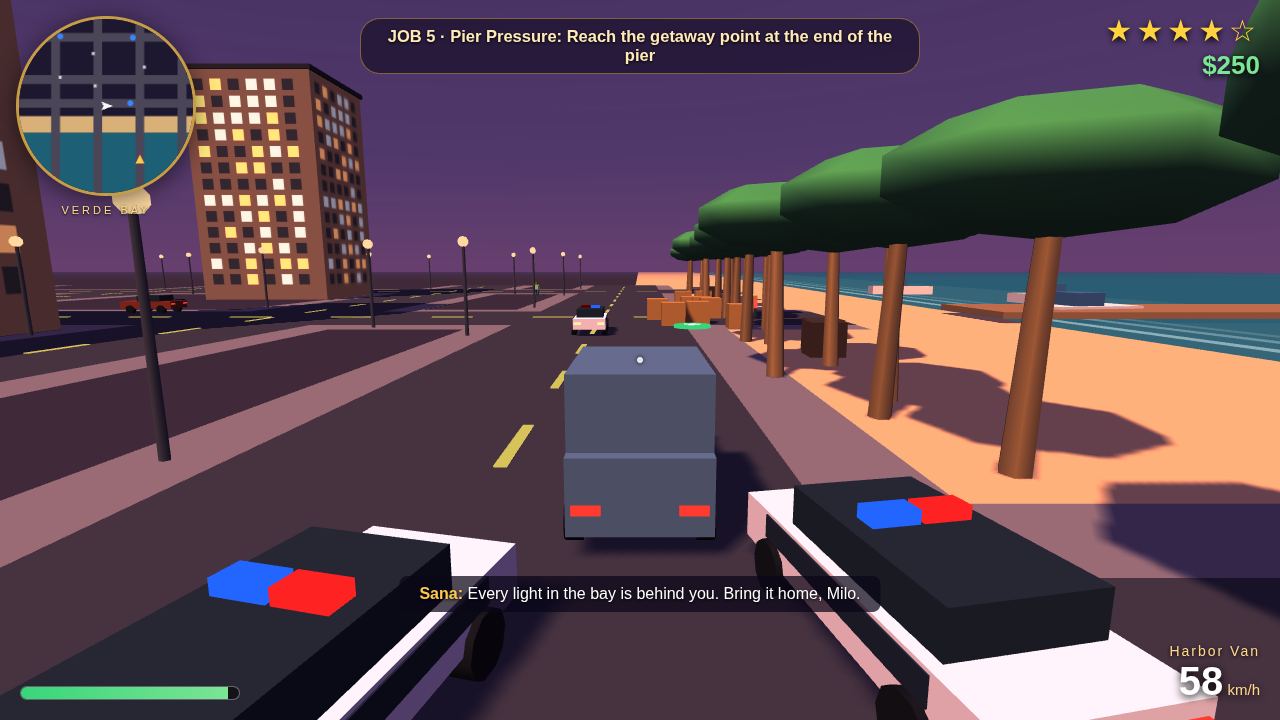 JOB 5 · Pier Pressure: Reach the getaway point at the end of the
pier
$250
VERDE BAY
Sana: Every light in the bay is behind you. Bring it home, Milo.
Harbor Van
58 km/h